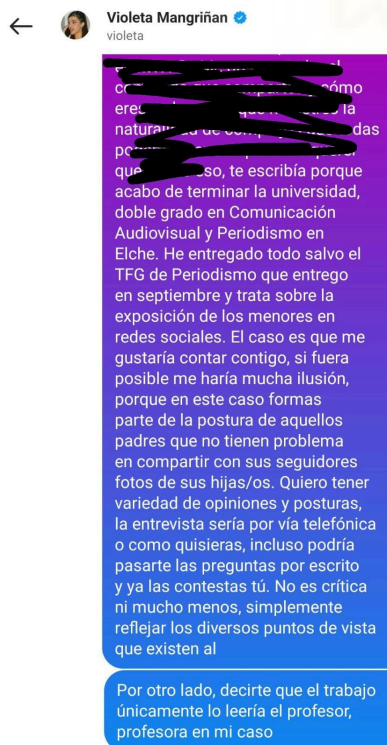 Violeta Mangriñan
violeta
cómo
la
das
so, te escribía porque
acabo de terminar la universidad,
doble grado en Comunicación
Audiovisual y Periodismo en
Elche. He entregado todo salvo el
TFG de Periodismo que entrego
en septiembre y trata sobre la
exposición de los menores en
redes sociales. El caso es que me
gustaría contar contigo, si fuera
posible me haría mucha ilusión,
porque en este caso formas
parte de la postura de aquellos
padres que no tienen problema
en compartir con sus seguidores
fotos de sus hijas/os. Quiero tener
variedad de opiniones y posturas,
la entrevista sería por vía telefónica
o como quisieras, incluso podría
pasarte las preguntas por escrito
y ya las contestas tú. No es crítica
ni mucho menos, simplemente
reflejar los diversos puntos de vista
que existen al
Por otro lado, decirte que el trabajo
únicamente lo leería el profesor,
profesora en mi caso